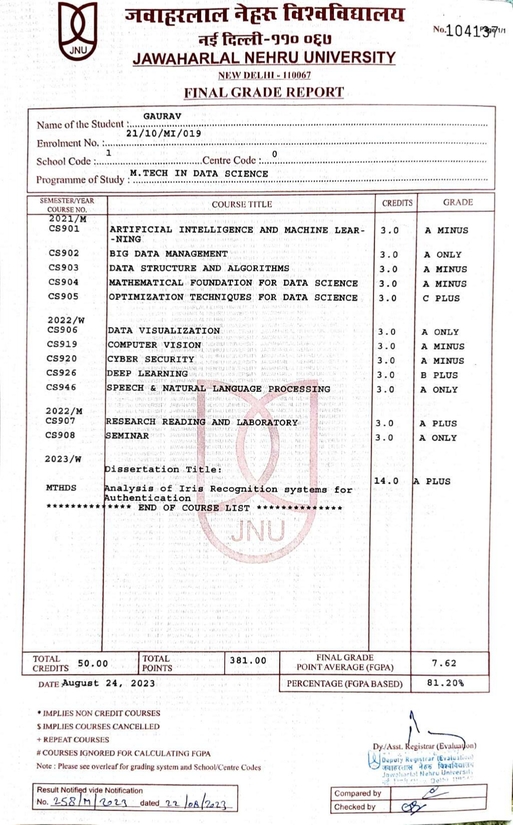 जवाहरलाल नेहरू विश्वविद्यालय
नई दिल्ली-११० ०६७
JAWAHARLAL NEHRU UNIVERSITY
NEW DELHI - 110067
FINAL GRADE REPORT
No. 104137
JNU
Name of the Student : GAURAV
Enrolment No. : 21/10/MI/019
School Code : 1 Centre Code : 0
Programme of Study : M.TECH IN DATA SCIENCE
SEMESTER/YEAR COURSE NO. COURSE TITLE CREDITS GRADE
2021/M
CS901 ARTIFICIAL INTELLIGENCE AND MACHINE LEAR- 3.0 A MINUS
-NING
CS902 BIG DATA MANAGEMENT 3.0 A ONLY
CS903 DATA STRUCTURE AND ALGORITHMS 3.0 A MINUS
CS904 MATHEMATICAL FOUNDATION FOR DATA SCIENCE 3.0 A MINUS
CS905 OPTIMIZATION TECHNIQUES FOR DATA SCIENCE 3.0 C PLUS
2022/W
CS906 DATA VISUALIZATION 3.0 A ONLY
CS919 COMPUTER VISION 3.0 A MINUS
CS920 CYBER SECURITY 3.0 A MINUS
CS926 DEEP LEARNING 3.0 B PLUS
CS946 SPEECH & NATURAL LANGUAGE PROCESSING 3.0 A ONLY
2022/M
CS907 RESEARCH READING AND LABORATORY 3.0 A PLUS
CS908 SEMINAR 3.0 A ONLY
2023/W
Dissertation Title:
MTHDS Analysis of Iris Recognition systems for 14.0 A PLUS
Authentication
************** END OF COURSE LIST **************
JNU
TOTAL CREDITS 50.00 TOTAL POINTS 381.00 FINAL GRADE POINT AVERAGE (FGPA) 7.62
DATE August 24, 2023 PERCENTAGE (FGPA BASED) 81.20%
* IMPLIES NON CREDIT COURSES
$ IMPLIES COURSES CANCELLED
+ REPEAT COURSES
# COURSES IGNORED FOR CALCULATING FGPA
Note : Please see overleaf for grading system and School/Centre Codes
Dy./Asst. Registrar (Evaluation)
Deputy Registrar (Evaluation)
जवाहरलाल नेहरू विश्वविद्यालय
Jawaharlal Nehru University
Result Notified vide Notification
No. 258/M/2023 dated 22/08/2023
Compared by
Checked by